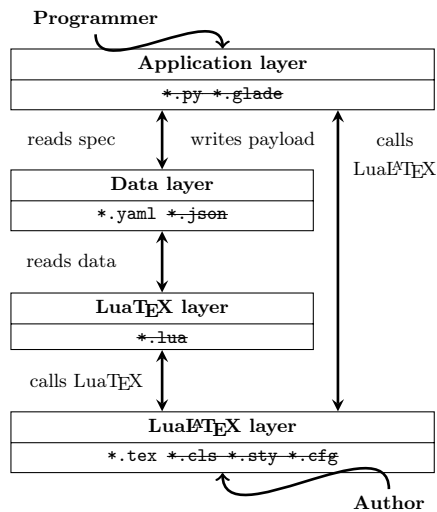 Programmer
Application layer
*.py *.glade
reads spec
writes payload
calls
LuaLATEX
Data layer
*.yaml *.json
reads data
LuaTEX layer
*.lua
calls LuaTEX
LuaLATEX layer
*.tex *.cls *.sty *.cfg
Author